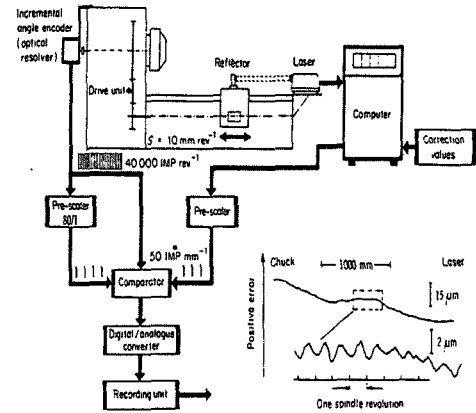 Incremental
angle encoder
(optical
resolver)
Reflector
Laser
Drive unit
S = 10 mm rev⁻¹
Computer
40 000 IMP rev⁻¹
Correction
values
Pre-scaler
80/1
Pre-scaler
50 IMP mm⁻¹
Comparator
Digital/analogue
converter
Recording unit
Chuck
1000 mm
Laser
15 µm
2 µm
Positive error
One spindle revolution